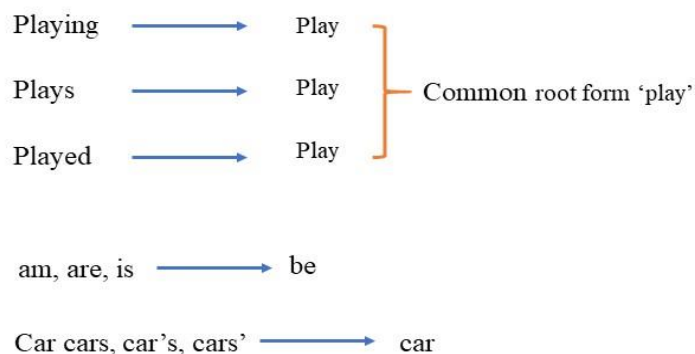 Playing Play
Plays Play
Common root form ‘play’
Played Play
am, are, is be
Car cars, car’s, cars’ car